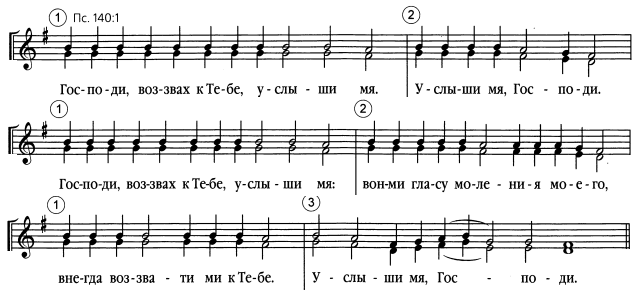 1 Пс. 140:1 2
Гос-по-ди, воз-звах к Те-бе, у-слы - ши мя. У-слы-ши мя, Гос - по-ди.
1 2
Гос-по-ди, воз-звах к Те-бе, у-слы - ши мя: вон-ми гла-су мо-ле - ни-я мо-е-го,
1 3
вне-гда воз-зва - ти ми к Те-бе. У - слы-ши мя, Гос - по - ди.